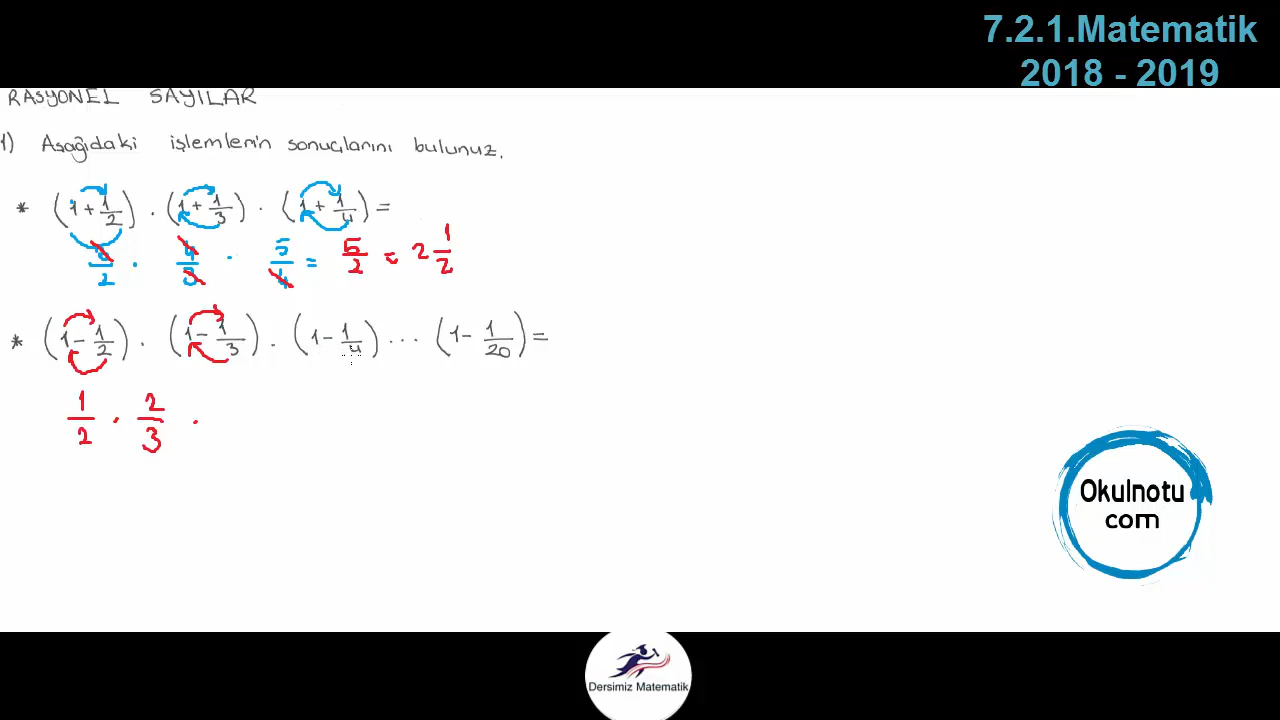 7.2.1.Matematik
2018 - 2019
RASYONEL SAYILAR
1) Aşağıdaki işlemlerin sonuçlarını bulunuz.
* (1 + 1/2) . (1 + 1/3) . (1 + 1/4) =
3/2 . 4/3 . 5/4 = 5/2 = 2 1/2
* (1 - 1/2) . (1 - 1/3) . (1 - 1/4) ... (1 - 1/20) =
1/2 . 2/3 .
Okulnotu
com
Dersimiz Matematik